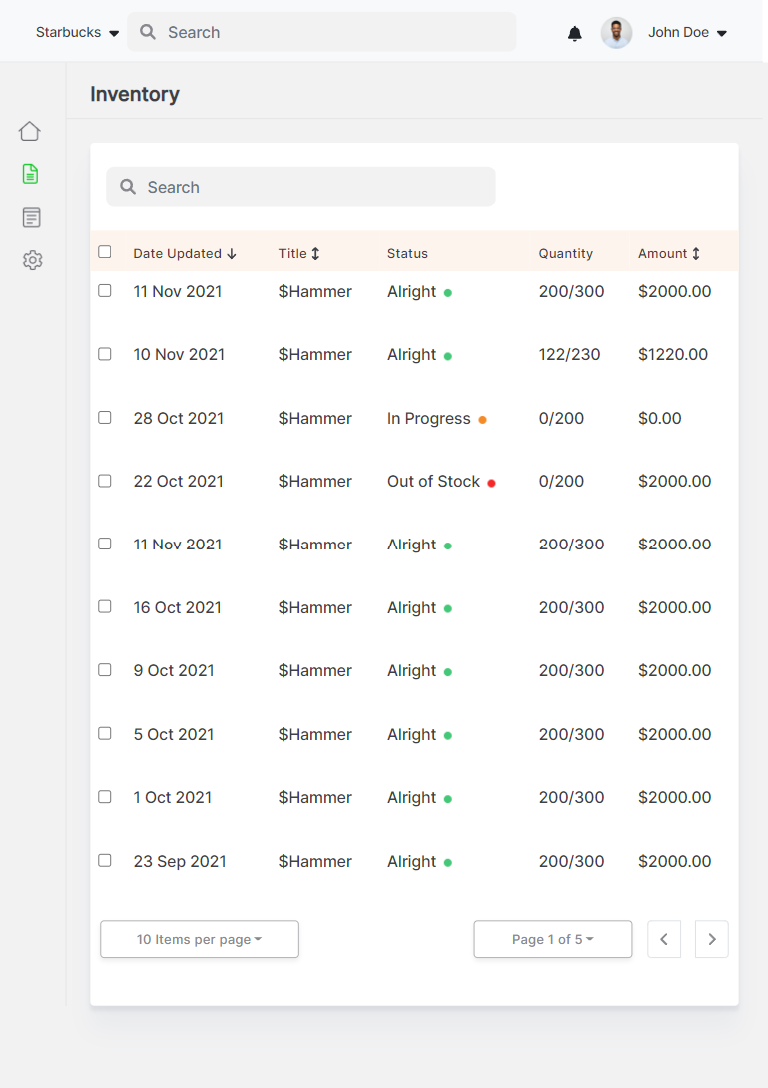 Starbucks Search John Doe
Inventory
Search
Date Updated Title Status Quantity Amount
11 Nov 2021 $Hammer Alright 200/300 $2000.00
10 Nov 2021 $Hammer Alright 122/230 $1220.00
28 Oct 2021 $Hammer In Progress 0/200 $0.00
22 Oct 2021 $Hammer Out of Stock 0/200 $2000.00
11 Nov 2021 $Hammer Alright 200/300 $2000.00
16 Oct 2021 $Hammer Alright 200/300 $2000.00
9 Oct 2021 $Hammer Alright 200/300 $2000.00
5 Oct 2021 $Hammer Alright 200/300 $2000.00
1 Oct 2021 $Hammer Alright 200/300 $2000.00
23 Sep 2021 $Hammer Alright 200/300 $2000.00
10 Items per page Page 1 of 5